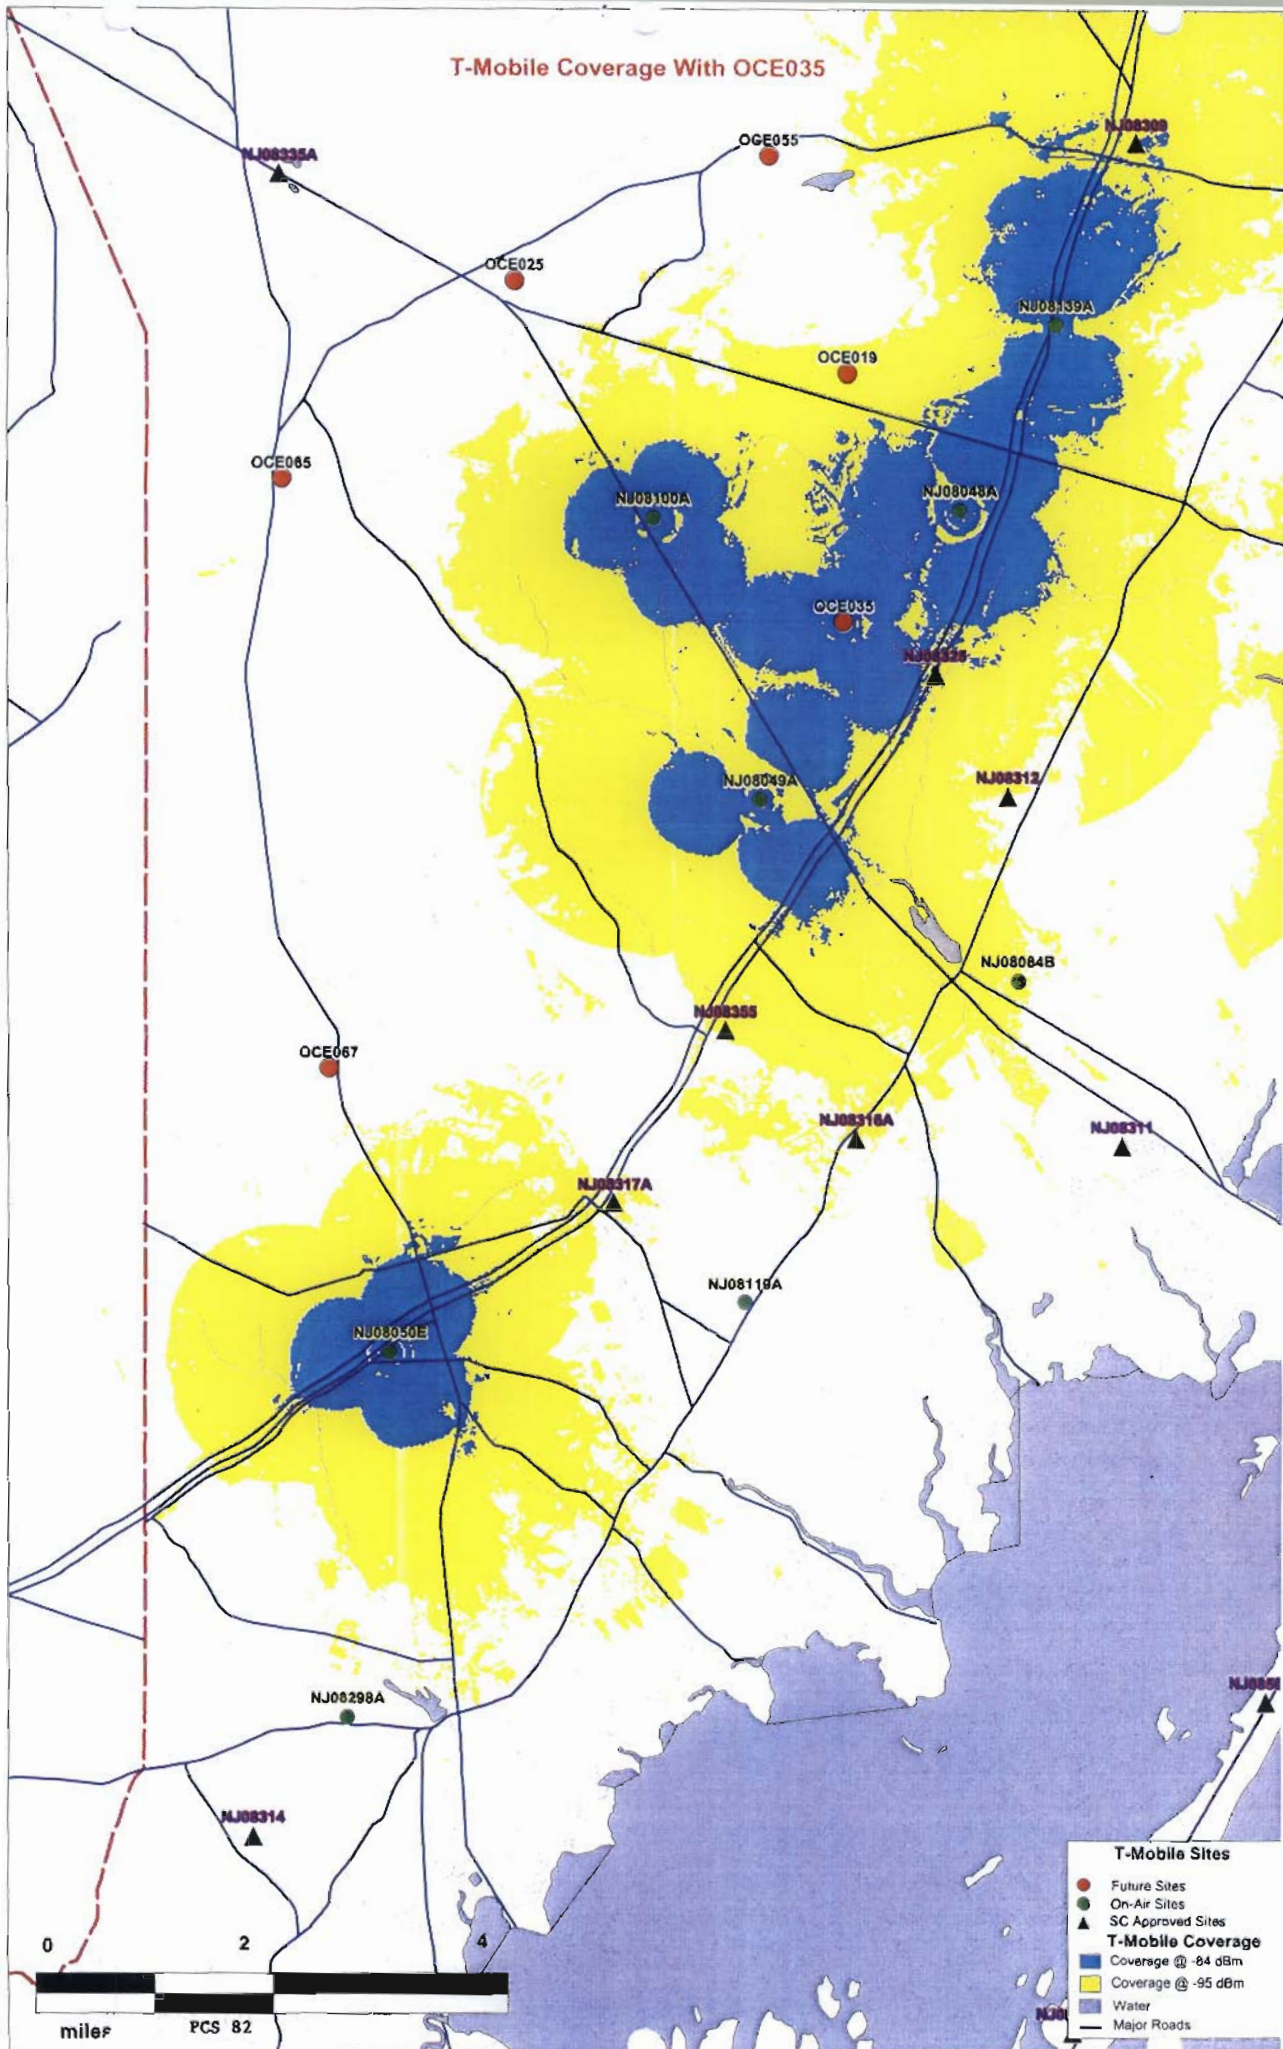 T-Mobile Coverage With OCE035
NJ08309
OCE055
NJ08335A
OCE025
NJ08139A
OCE019
OCE065
NJ08100A
NJ08048A
OCE035
NJ08325
NJ08312
NJ08049A
NJ08084B
NJ08355
OCE067
NJ08316A
NJ08311
NJ08317A
NJ08119A
NJ08050E
NJ08298A
NJ08314
T-Mobile Sites
Future Sites
On-Air Sites
SC Approved Sites
T-Mobile Coverage
Coverage @ -84 dBm
Coverage @ -95 dBm
Water
Major Roads
0 2 4
miles PCS 82